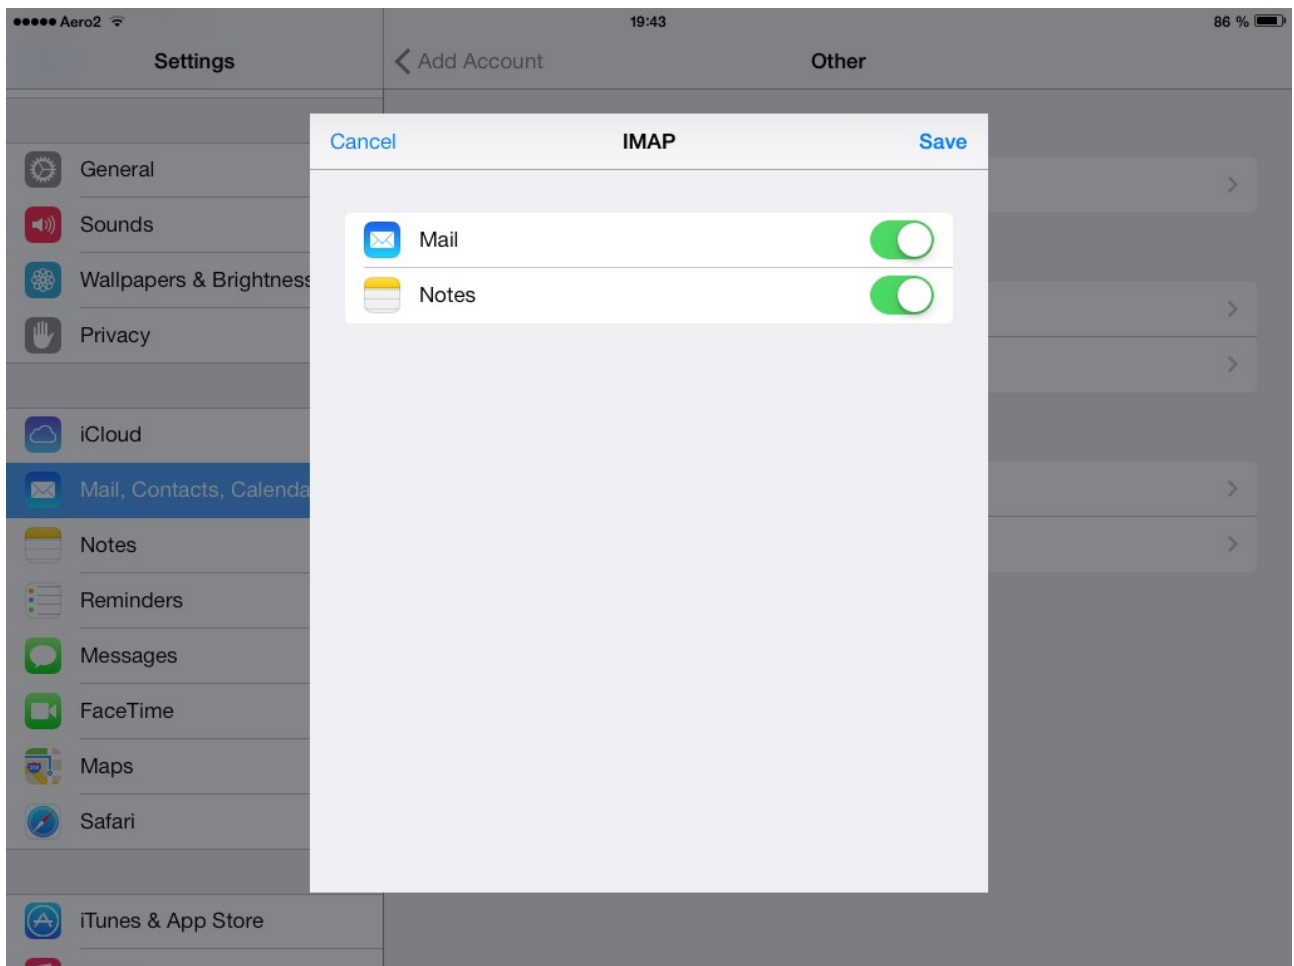 Aero2
19:43
86 %
Settings
Add Account
Other
Cancel
IMAP
Save
General
Sounds
Wallpapers & Brightness
Privacy
iCloud
Mail, Contacts, Calenda
Notes
Reminders
Messages
FaceTime
Maps
Safari
iTunes & App Store
Mail
Notes